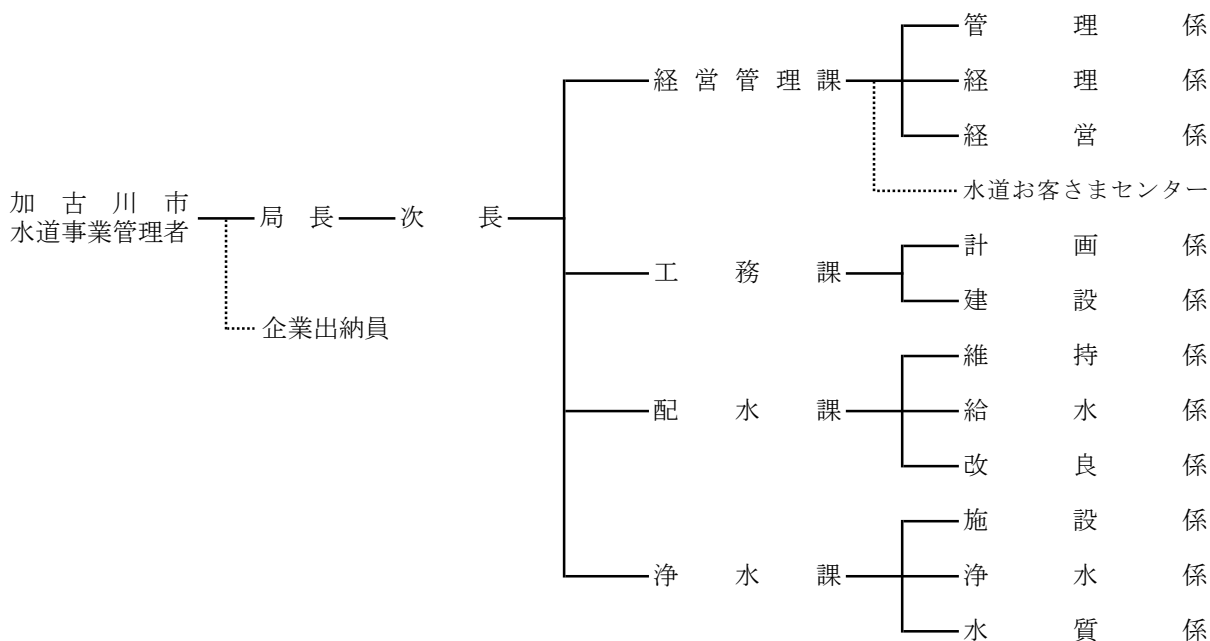 加古川市
水道事業管理者
局長
次長
企業出納員
経営管理課
管理係
経理係
経営係
水道お客さまセンター
工務課
計画係
建設係
配水課
維持係
給水係
改良係
浄水課
施設係
浄水係
水質係